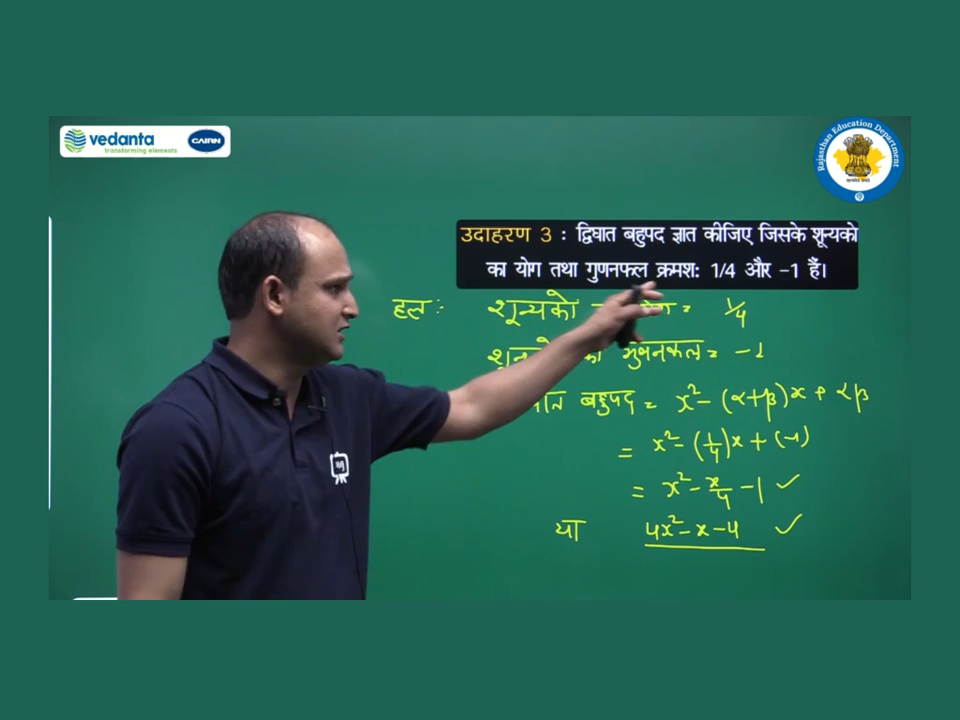 vedanta
transforming elements
CAIRN
Rajasthan Education Department
उदाहरण 3 : द्विघात बहुपद ज्ञात कीजिए जिसके शून्यको
का योग तथा गुणनफल क्रमश: 1/4 और -1 हैं।
हल : शून्यको = 1/4
गुणनफल = -1
बहुपद = x² - (α+β)x + αβ
= x² - (1/4)x + (-1)
= x² - x/4 - 1 ✓
या 4x² - x - 4 ✓